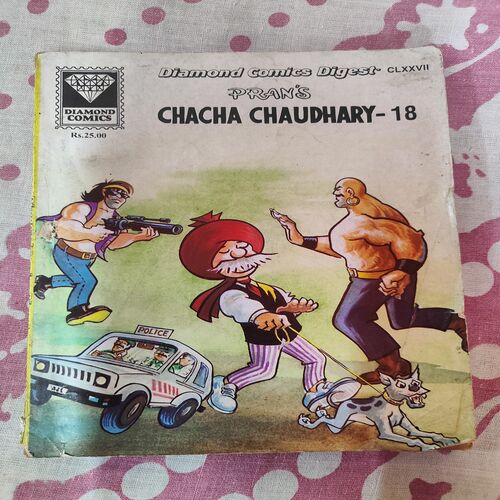 Diamond Comics Digest CLXXVII
DIAMOND
COMICS
Rs.25.00
PRAN'S
CHACHA CHAUDHARY-18
POLICE